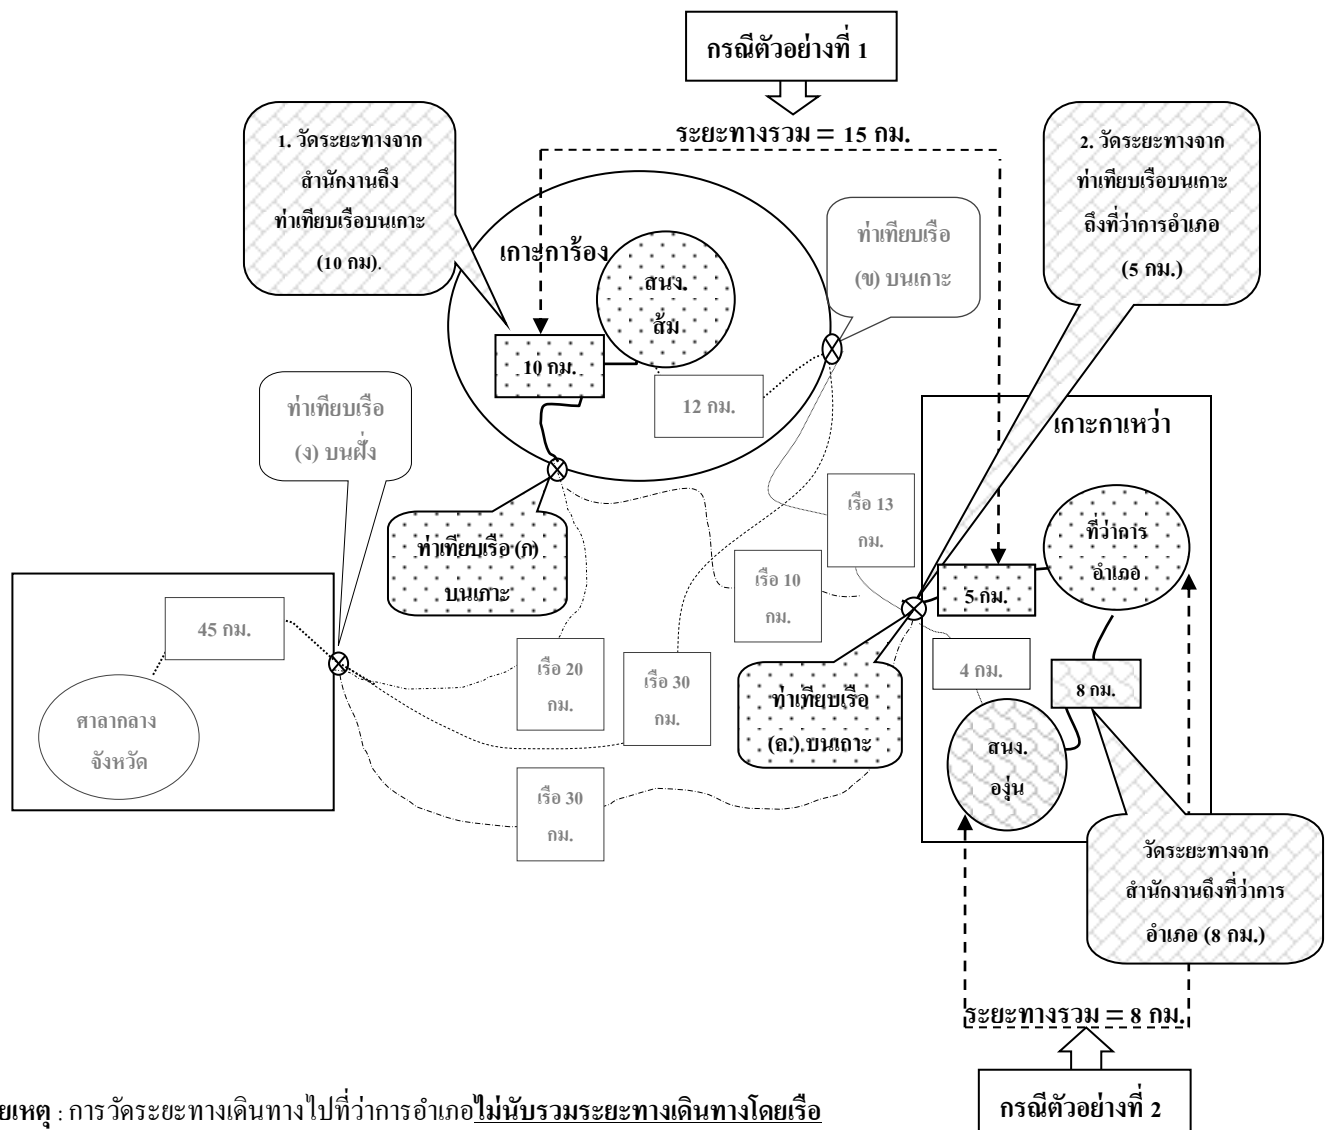 กรณีตัวอย่างที่ 1
ระยะทางรวม = 15 กม.
1. วัดระยะทางจาก
สำนักงานถึง
ท่าเทียบเรือบนเกาะ
(10 กม).
2. วัดระยะทางจาก
ท่าเทียบเรือบนเกาะ
ถึงที่ว่าการอำเภอ
(5 กม.)
เกาะการ้อง
สนง.
ส้ม
ท่าเทียบเรือ
(ข) บนเกาะ
10 กม.
12 กม.
ท่าเทียบเรือ
(ง) บนฝั่ง
เกาะกาเหว่า
ท่าเทียบเรือ (ก)
บนเกาะ
เรือ 13
กม.
ที่ว่าการ
อำเภอ
เรือ 10
กม.
5 กม.
45 กม.
เรือ 20
กม.
เรือ 30
กม.
4 กม.
8 กม.
ท่าเทียบเรือ
(ค.) บนเกาะ
ศาลากลาง
จังหวัด
สนง.
องุ่น
เรือ 30
กม.
วัดระยะทางจาก
สำนักงานถึงที่ว่าการ
อำเภอ (8 กม.)
ระยะทางรวม = 8 กม.
กรณีตัวอย่างที่ 2
ยเหตุ : การวัดระยะทางเดินทางไปที่ว่าการอำเภอไม่นับรวมระยะทางเดินทางโดยเรือ